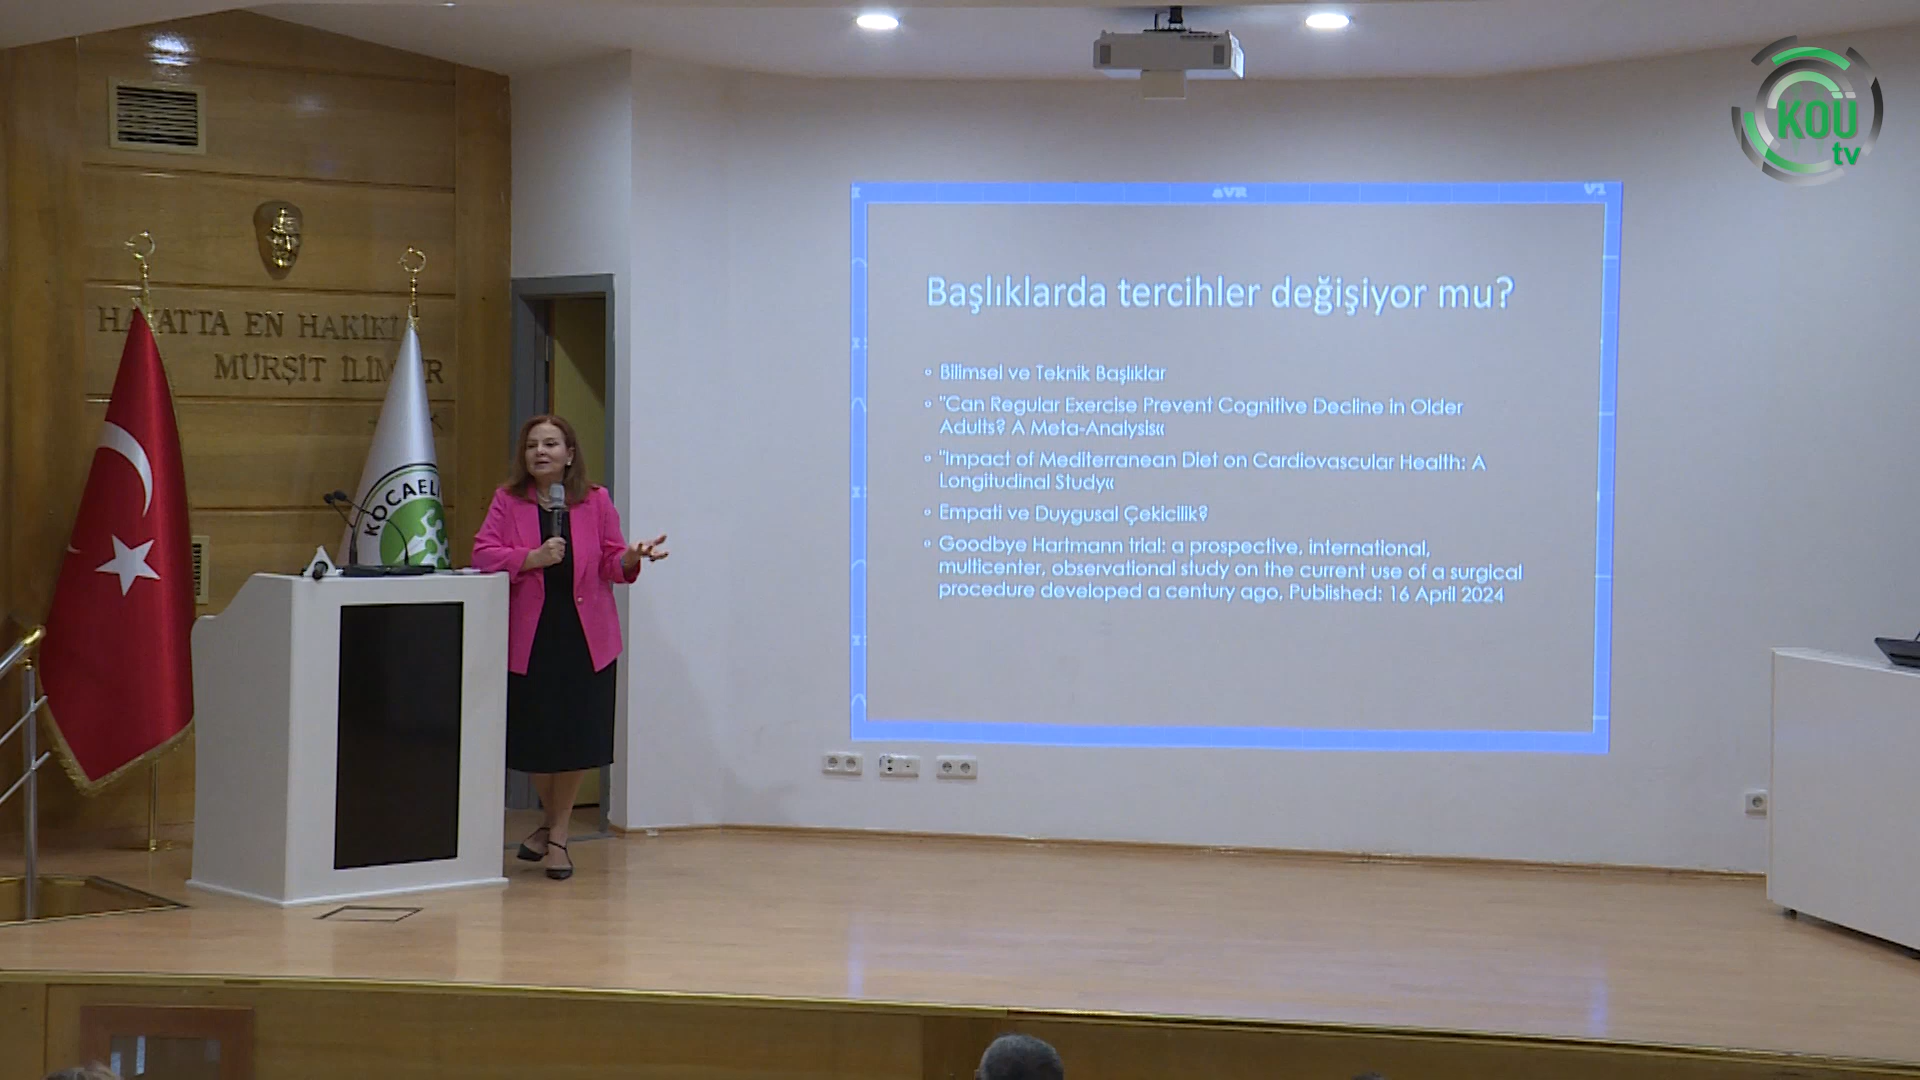 KOÜ
tv
aVR
V1
HAYATTA EN HAKİKİ
MÜRŞİT İLİM
KOCAELİ
Başlıklarda tercihler değişiyor mu?
◦ Bilimsel ve Teknik Başlıklar
◦ "Can Regular Exercise Prevent Cognitive Decline in Older
Adults? A Meta-Analysis«
◦ "Impact of Mediterranean Diet on Cardiovascular Health: A
Longitudinal Study«
◦ Empati ve Duygusal Çekicilik?
◦ Goodbye Hartmann trial: a prospective, international,
multicenter, observational study on the current use of a surgical
procedure developed a century ago, Published: 16 April 2024